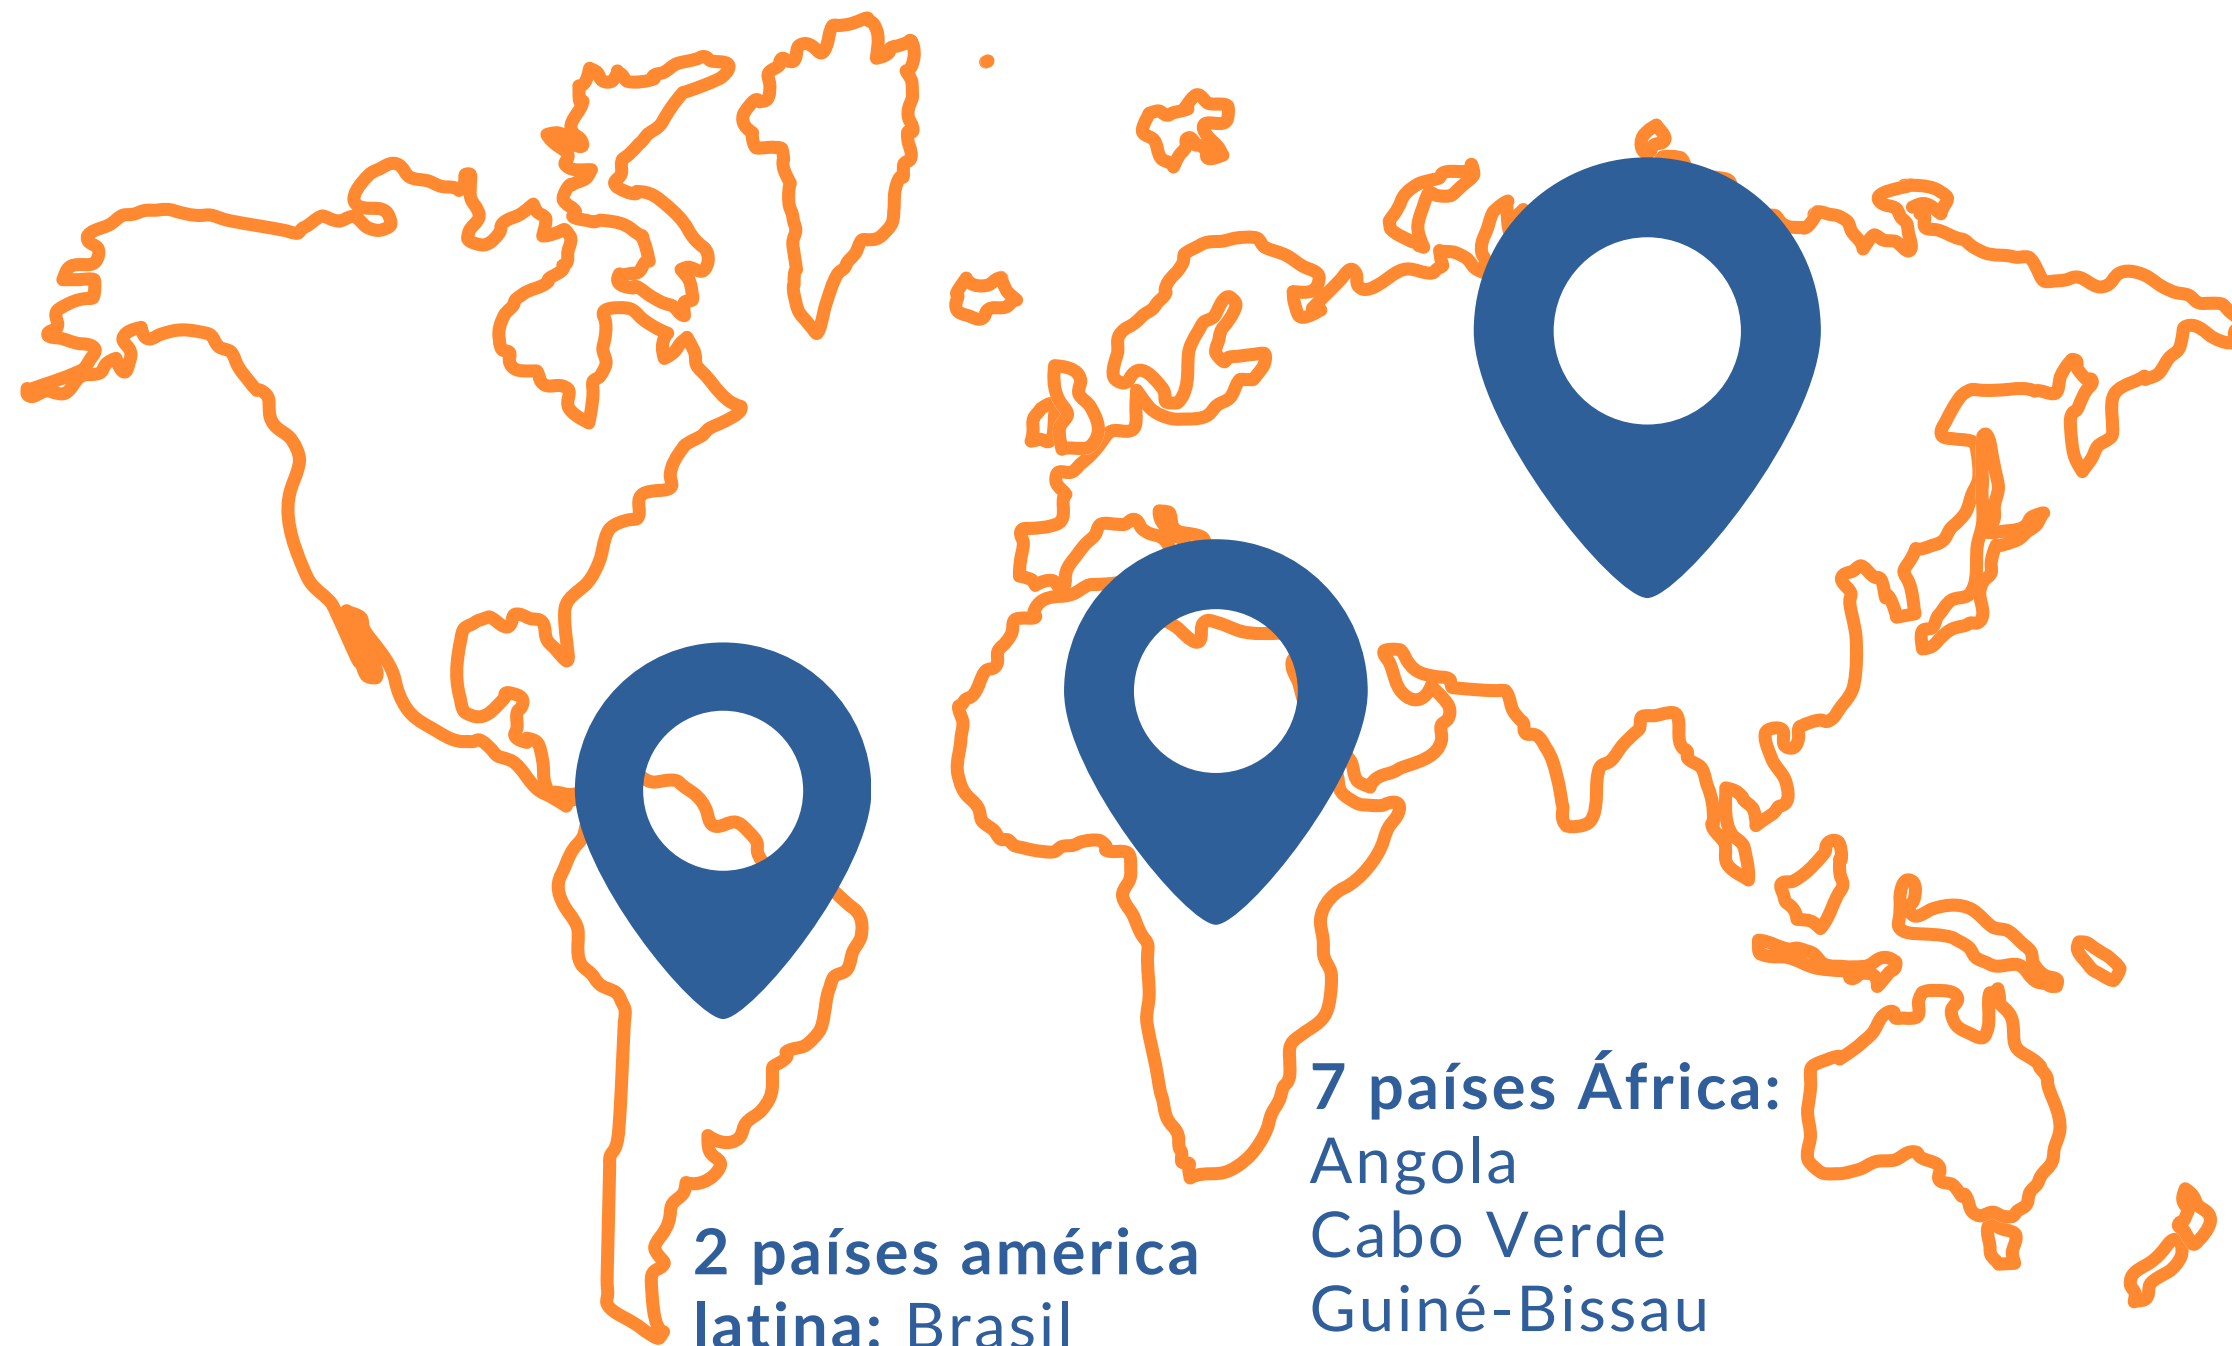 2 países américa
latina: Brasil
7 países África:
Angola
Cabo Verde
Guiné-Bissau